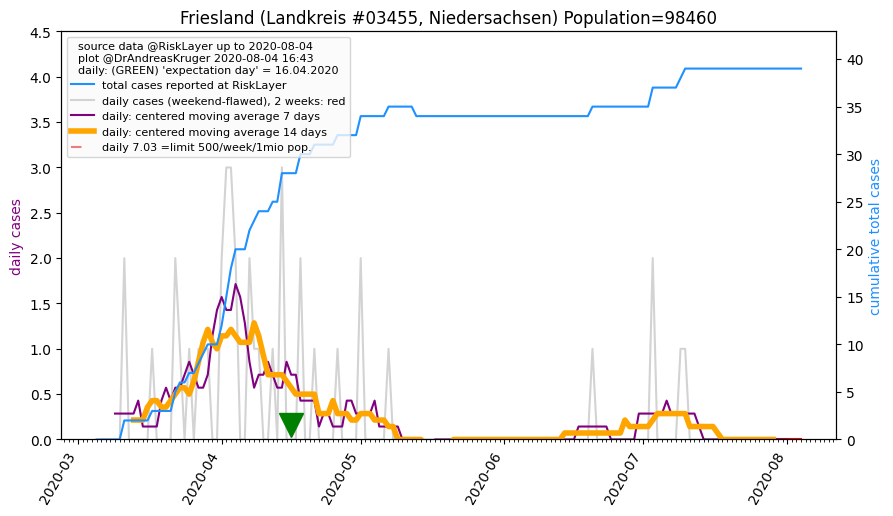 Friesland (Landkreis #03455, Niedersachsen) Population=98460
source data @RiskLayer up to 2020-08-04
plot @DrAndreasKruger 2020-08-04 16:43
daily: (GREEN) 'expectation day' = 16.04.2020
total cases reported at RiskLayer
daily cases (weekend-flawed), 2 weeks: red
daily: centered moving average 7 days
daily: centered moving average 14 days
daily 7.03 =limit 500/week/1mio pop.
daily cases
4.5
4.0
3.5
3.0
2.5
2.0
1.5
1.0
0.5
0.0
cumulative total cases
40
35
30
25
20
15
10
5
0
2020-03
2020-04
2020-05
2020-06
2020-07
2020-08